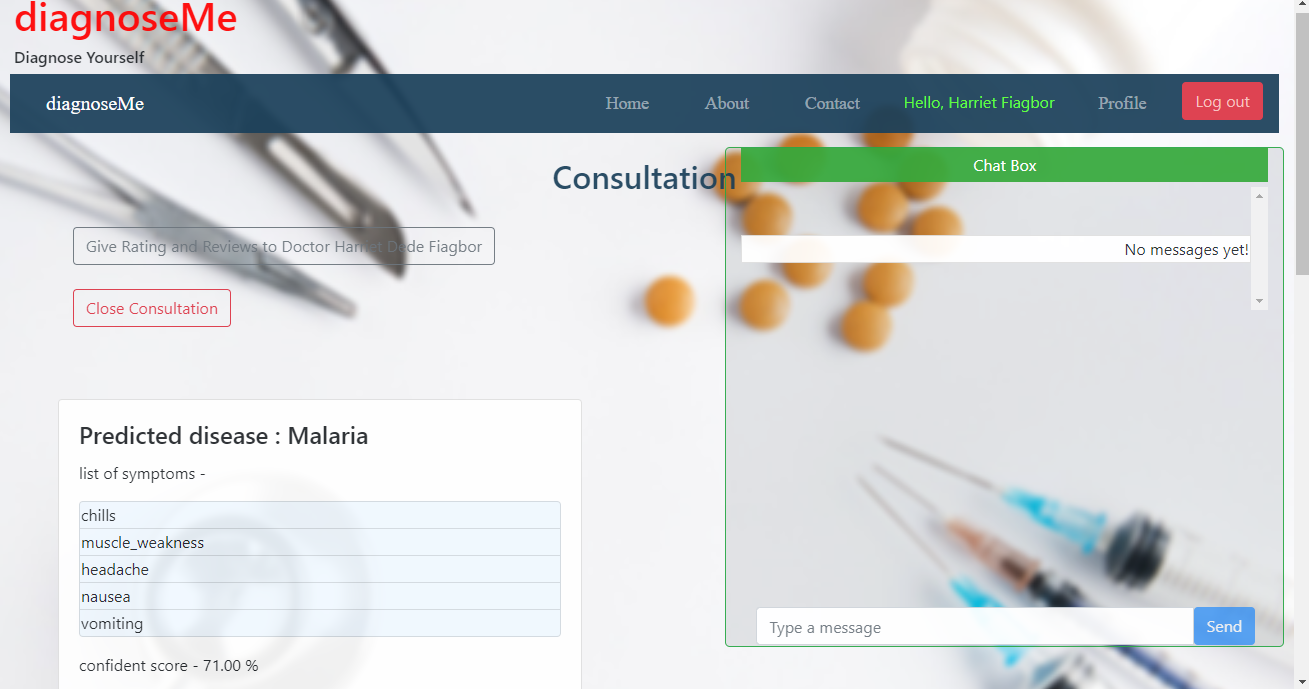 diagnoseMe
Diagnose Yourself
diagnoseMe
Home
About
Contact
Hello, Harriet Fiagbor
Profile
Log out
Consultation
Give Rating and Reviews to Doctor Harriet Dede Fiagbor
Close Consultation
Predicted disease : Malaria
list of symptoms -
chills
muscle_weakness
headache
nausea
vomiting
confident score - 71.00 %
Chat Box
No messages yet!
Type a message
Send